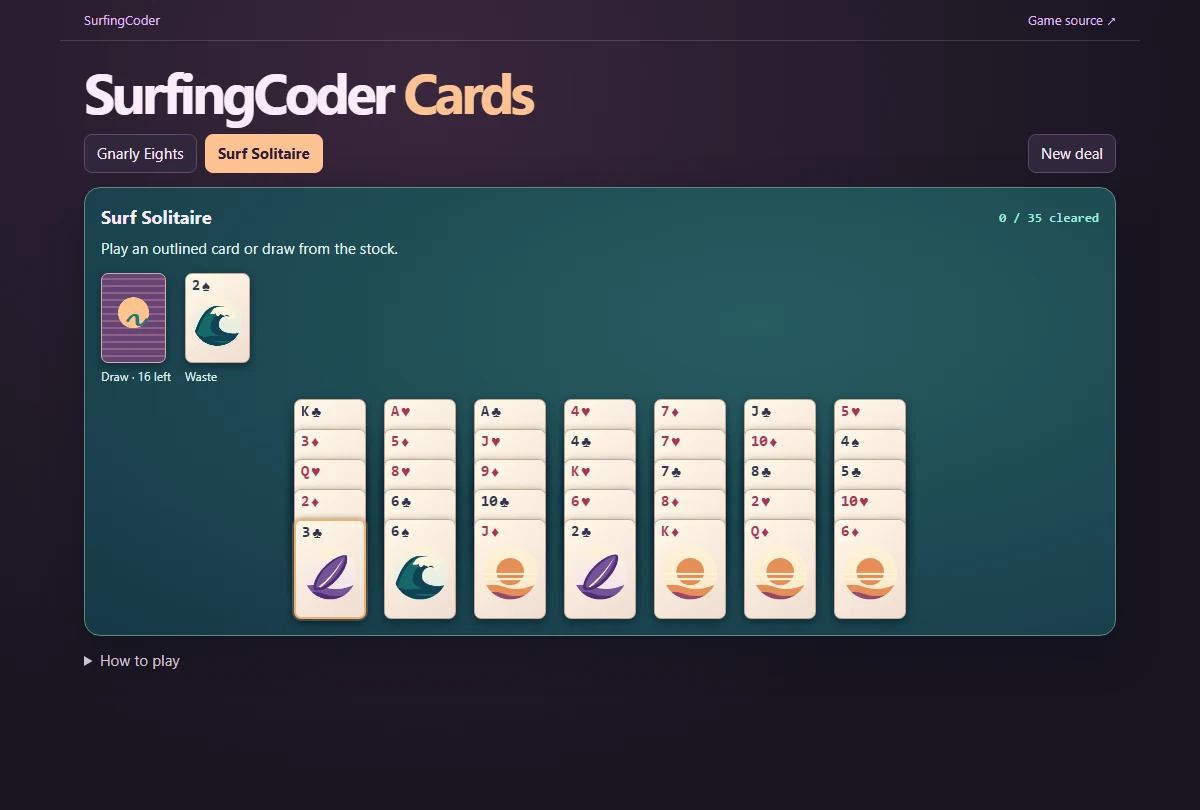 SurfingCoder
Game source ↗
SurfingCoder Cards
Gnarly Eights
Surf Solitaire
New deal
Surf Solitaire
0 / 35 cleared
Play an outlined card or draw from the stock.
2♠
Draw · 16 left
Waste
K♣ A♥ A♣ 4♥ 7♦ J♣ 5♥
3♦ 5♦ J♥ 4♣ 7♥ 10♦ 4♠
Q♥ 8♥ 9♦ K♥ 7♣ 8♣ 5♣
2♦ 6♣ 10♣ 6♥ 8♦ 2♥ 10♥
3♣ 6♠ J♦ 2♣ K♦ Q♦ 6♦
▶ How to play